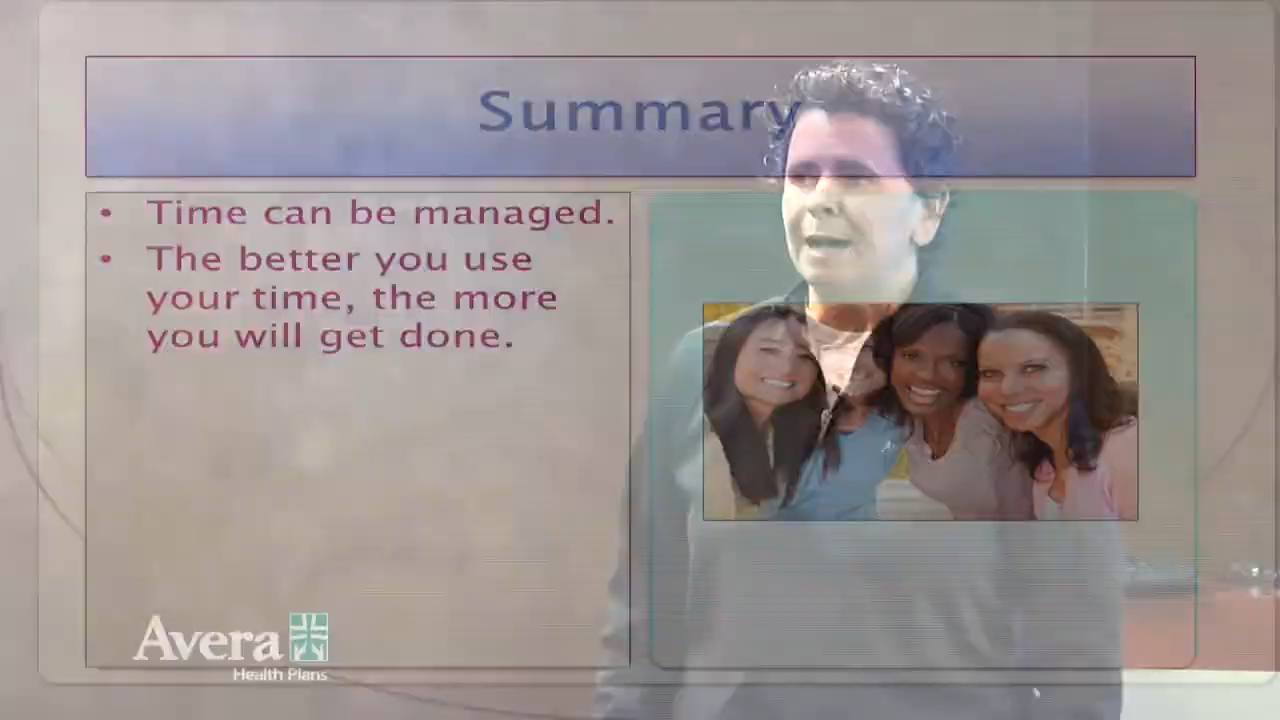 Summary
• Time can be managed.
• The better you use
your time, the more
you will get done.
Avera
Health Plans